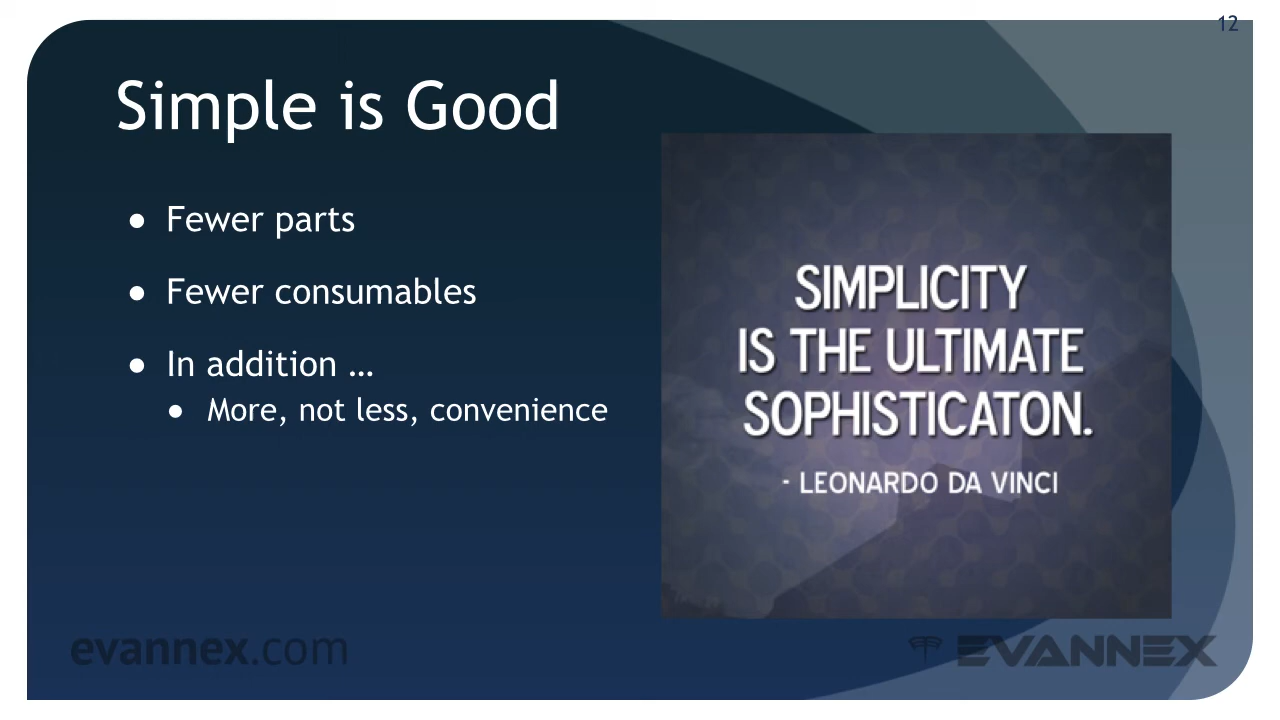 12
Simple is Good
● Fewer parts
● Fewer consumables
● In addition …
● More, not less, convenience
SIMPLICITY
IS THE ULTIMATE
SOPHISTICATON.
- LEONARDO DA VINCI
evannex.com
EVANNEX